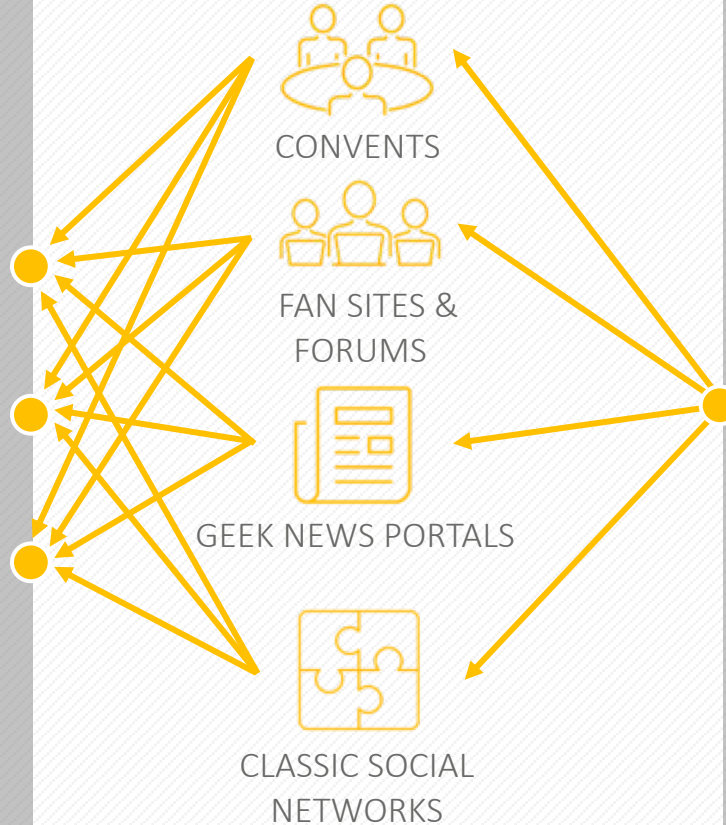 CONVENTS
FAN SITES &
FORUMS
GEEK NEWS PORTALS
CLASSIC SOCIAL
NETWORKS